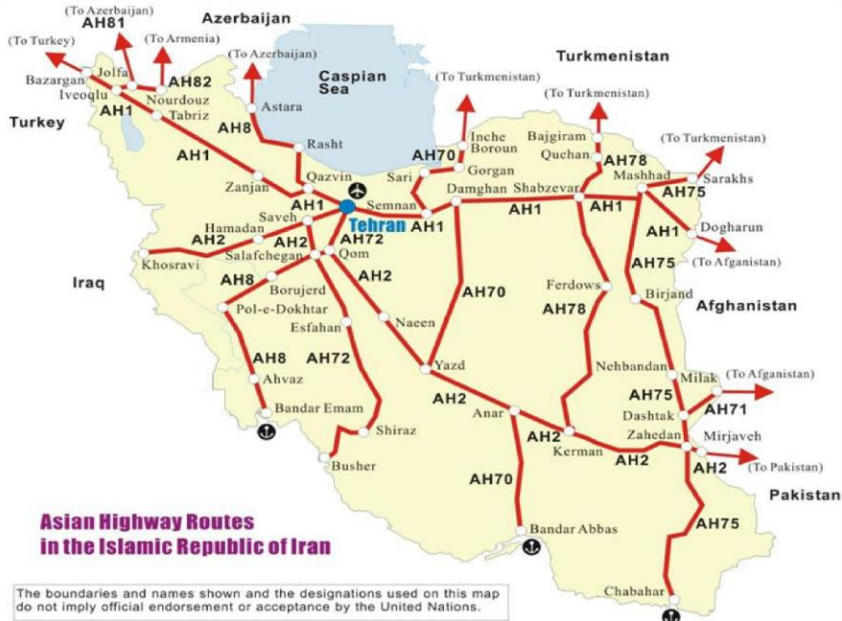 (To Azerbaijan)
AH81
Azerbaijan
(To Turkey)
(To Armenia)
(To Azerbaijan)
Jolfa
AH82
Bazargan
Iveoqlu
Nourdouz
AH1
Tabriz
Turkey
Astara
AH8
Caspian
Sea
Turkmenistan
(To Turkmenistan)
(To Turkmenistan)
(To Turkmenistan)
Rasht
AH1
Inche
Boroun
Bajgiram
AH70
Quchan
AH78
Sari
Gorgan
Mashhad
Sarakhs
AH75
Zanjan
Qazvin
AH1
Semnan
Damghan
Shabzevar
AH1
AH1
AH1
AH1
Dogharun
(To Afganistan)
Saveh
Tehran
Hamadan
AH2
AH2
AH72
Khosravi
Salafchegan
Qom
AH75
Iraq
AH8
AH2
Borujerd
Pol-e-Dokhtar
Esfahan
Naeen
AH70
Ferdows
AH78
Birjand
Afghanistan
AH8
AH72
Yazd
Nehbandan
Milak
(To Afganistan)
Ahvaz
AH75
AH71
Bandar Emam
AH2
Anar
Dashtak
Shiraz
AH2
Kerman
Zahedan
Mirjaveh
AH2
AH2
(To Pakistan)
Busher
AH70
Pakistan
AH75
Asian Highway Routes
in the Islamic Republic of Iran
Bandar Abbas
Chabahar
The boundaries and names shown and the designations used on this map
do not imply official endorsement or acceptance by the United Nations.